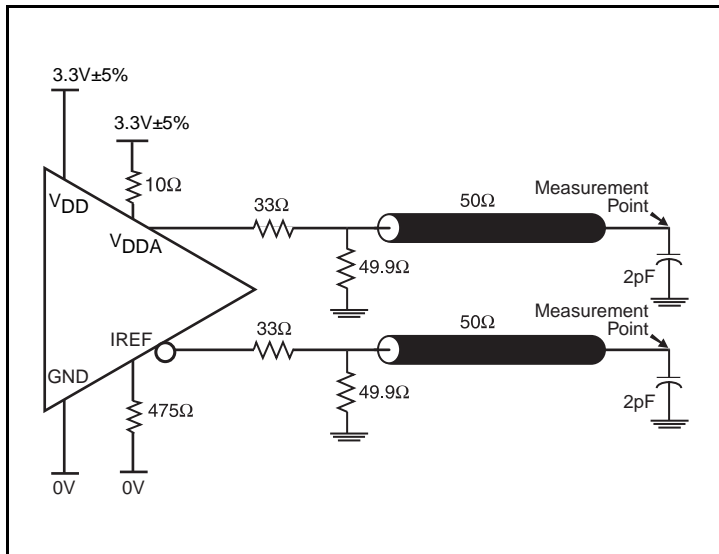 3.3V±5%
3.3V±5%
10Ω
VDD
VDDA
33Ω
50Ω
Measurement
Point
49.9Ω
2pF
IREF
33Ω
50Ω
Measurement
Point
GND
49.9Ω
2pF
475Ω
0V
0V